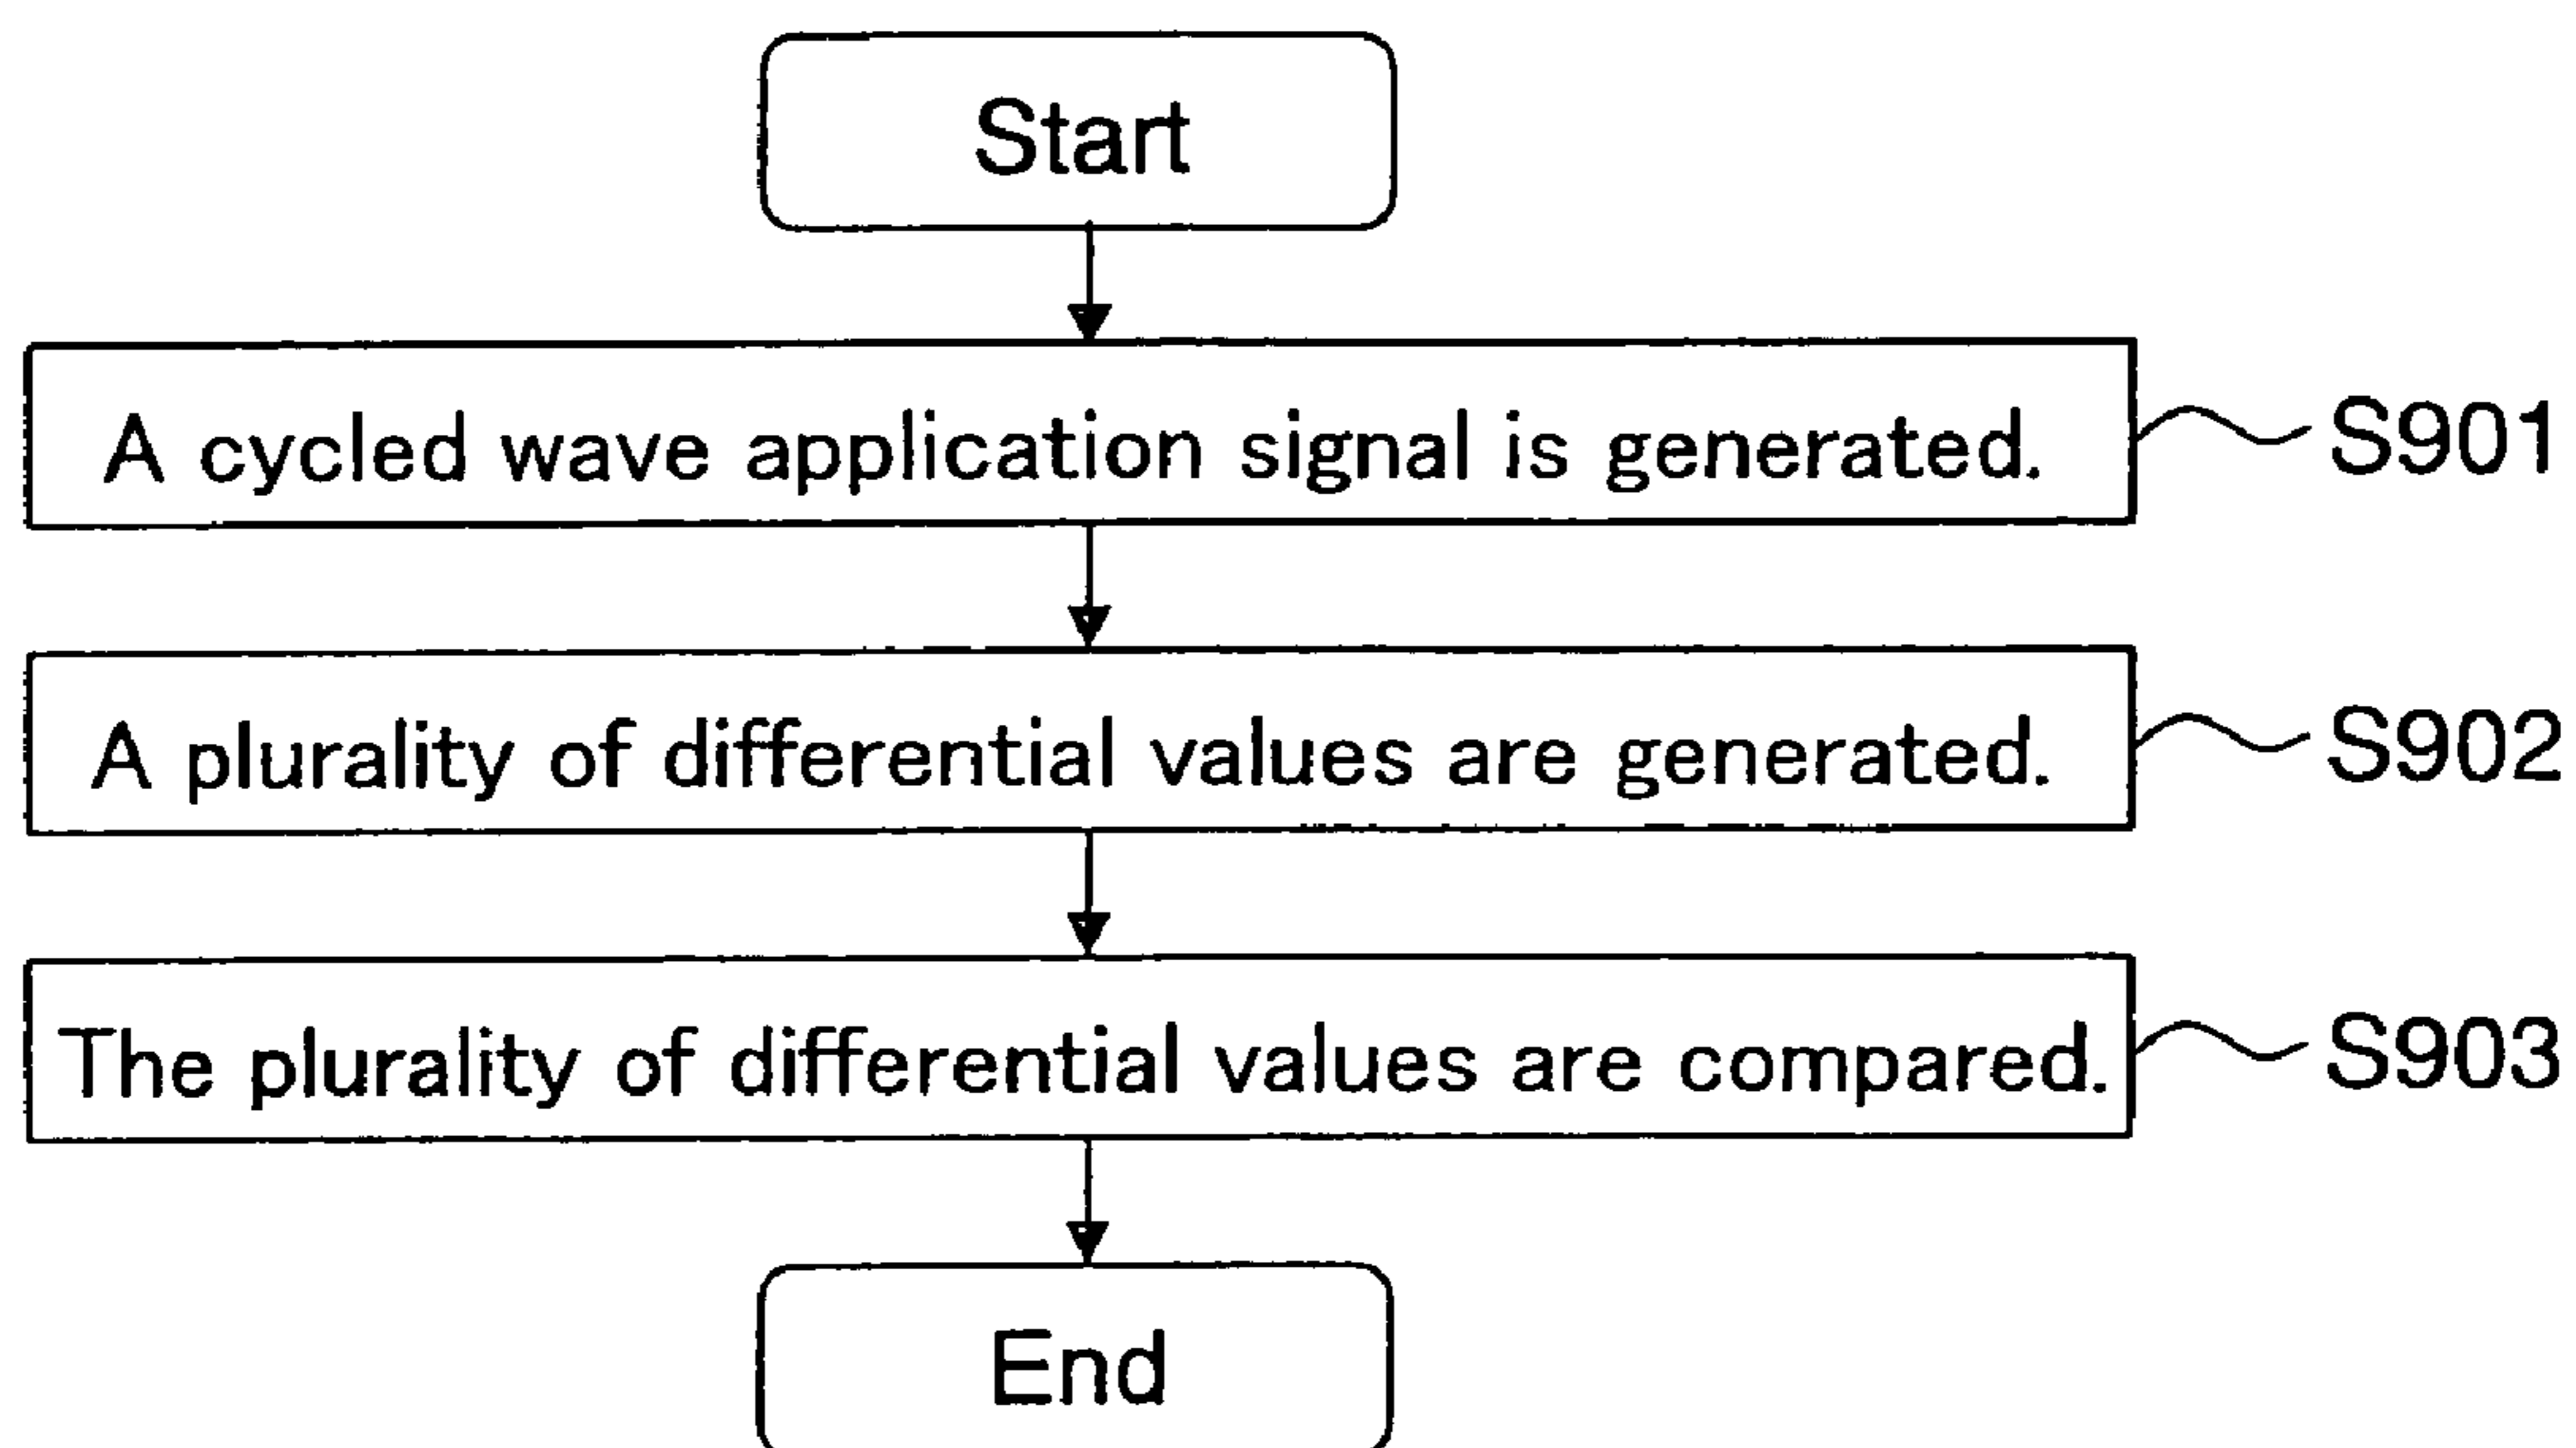 Start
A cycled wave application signal is generated. S901
A plurality of differential values are generated. S902
The plurality of differential values are compared. S903
End